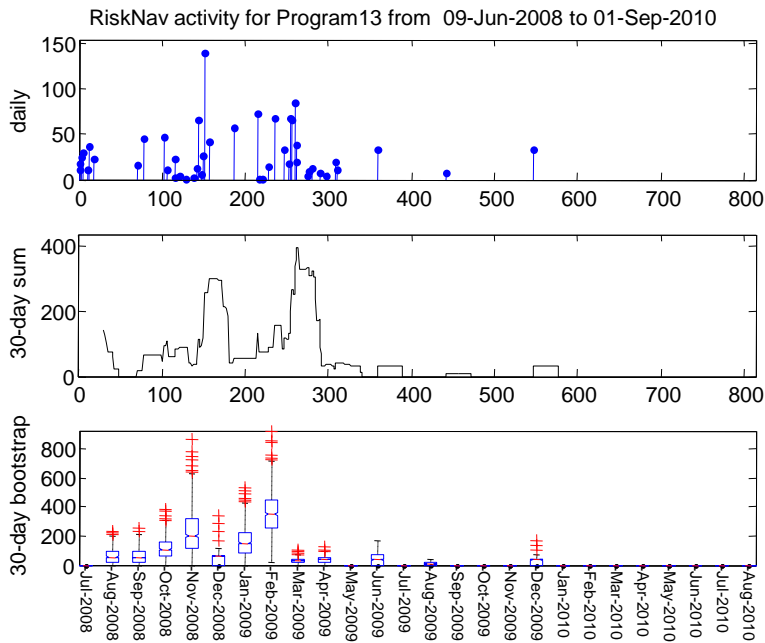 RiskNav activity for Program13 from  09-Jun-2008 to 01-Sep-2010
daily
150
100
50
0
0 100 200 300 400 500 600 700 800
30-day sum
400
200
0
0 100 200 300 400 500 600 700 800
30-day bootstrap
800
600
400
200
0
Jul-2008
Aug-2008
Sep-2008
Oct-2008
Nov-2008
Dec-2008
Jan-2009
Feb-2009
Mar-2009
Apr-2009
May-2009
Jun-2009
Jul-2009
Aug-2009
Sep-2009
Oct-2009
Nov-2009
Dec-2009
Jan-2010
Feb-2010
Mar-2010
Apr-2010
May-2010
Jun-2010
Jul-2010
Aug-2010